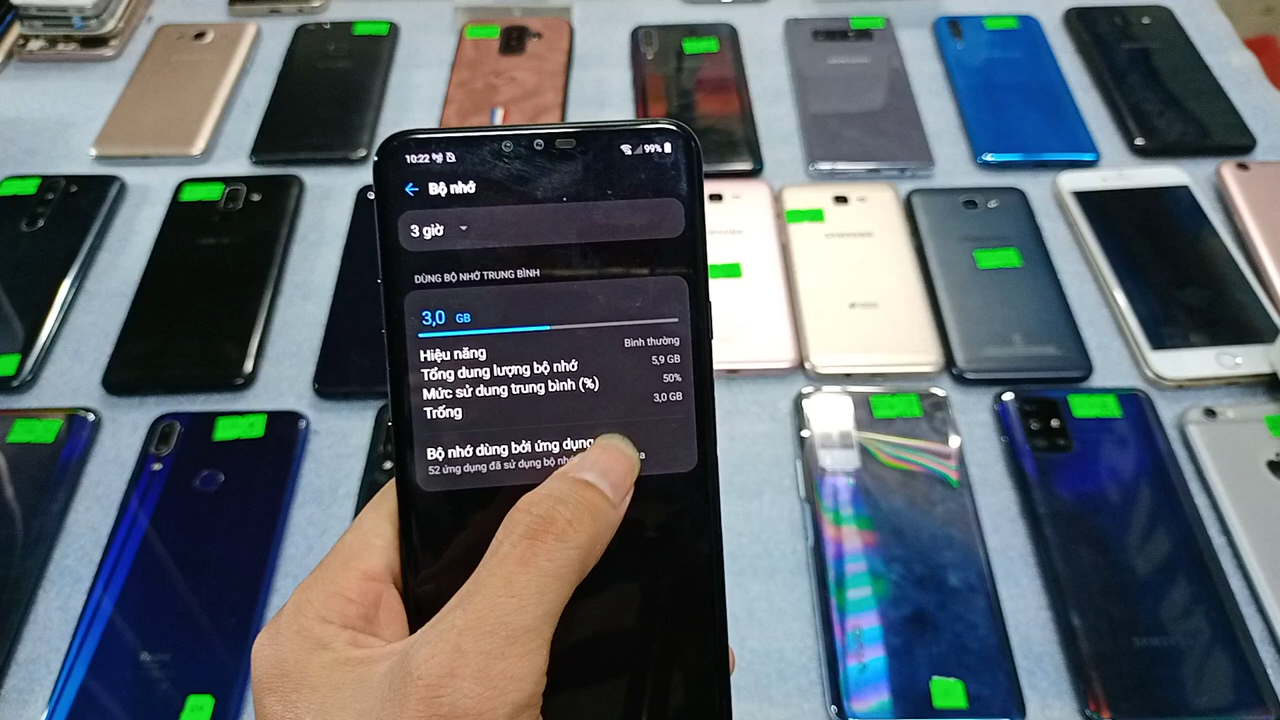 10:22
99%
Bộ nhớ
3 giờ
DÙNG BỘ NHỚ TRUNG BÌNH
3,0 GB
Hiệu năng Bình thường
Tổng dung lượng bộ nhớ 5,9 GB
Mức sử dung trung bình (%) 50%
Trống 3,0 GB
Bộ nhớ dùng bởi ứng dụng
52 ứng dụng đã sử dụng bộ
SAMSUNG